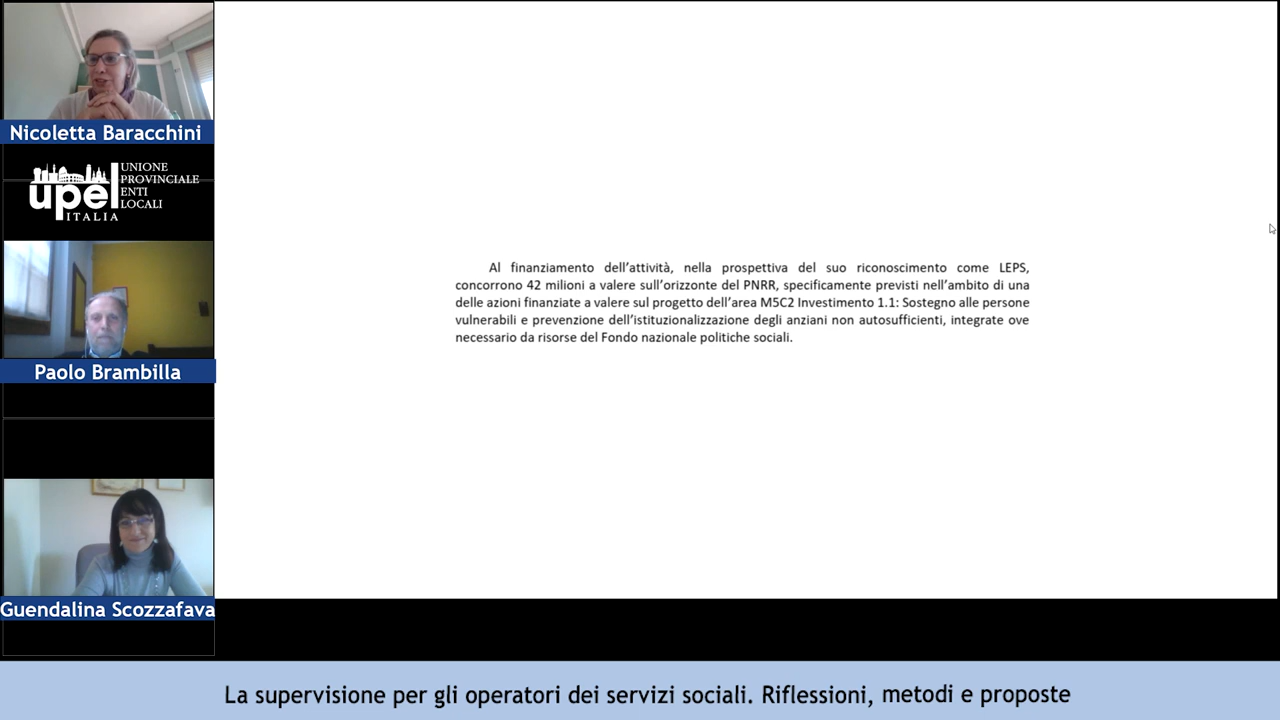 Nicoletta Baracchini
upel
ITALIA
UNIONE
PROVINCIALE
ENTI
LOCALI
Paolo Brambilla
Guendalina Scozzafava
Al finanziamento dell'attività, nella prospettiva del suo riconoscimento come LEPS,
concorrono 42 milioni a valere sull'orizzonte del PNRR, specificamente previsti nell'ambito di una
delle azioni finanziate a valere sul progetto dell'area M5C2 Investimento 1.1: Sostegno alle persone
vulnerabili e prevenzione dell'istituzionalizzazione degli anziani non autosufficienti, integrate ove
necessario da risorse del Fondo nazionale politiche sociali.
La supervisione per gli operatori dei servizi sociali. Riflessioni, metodi e proposte